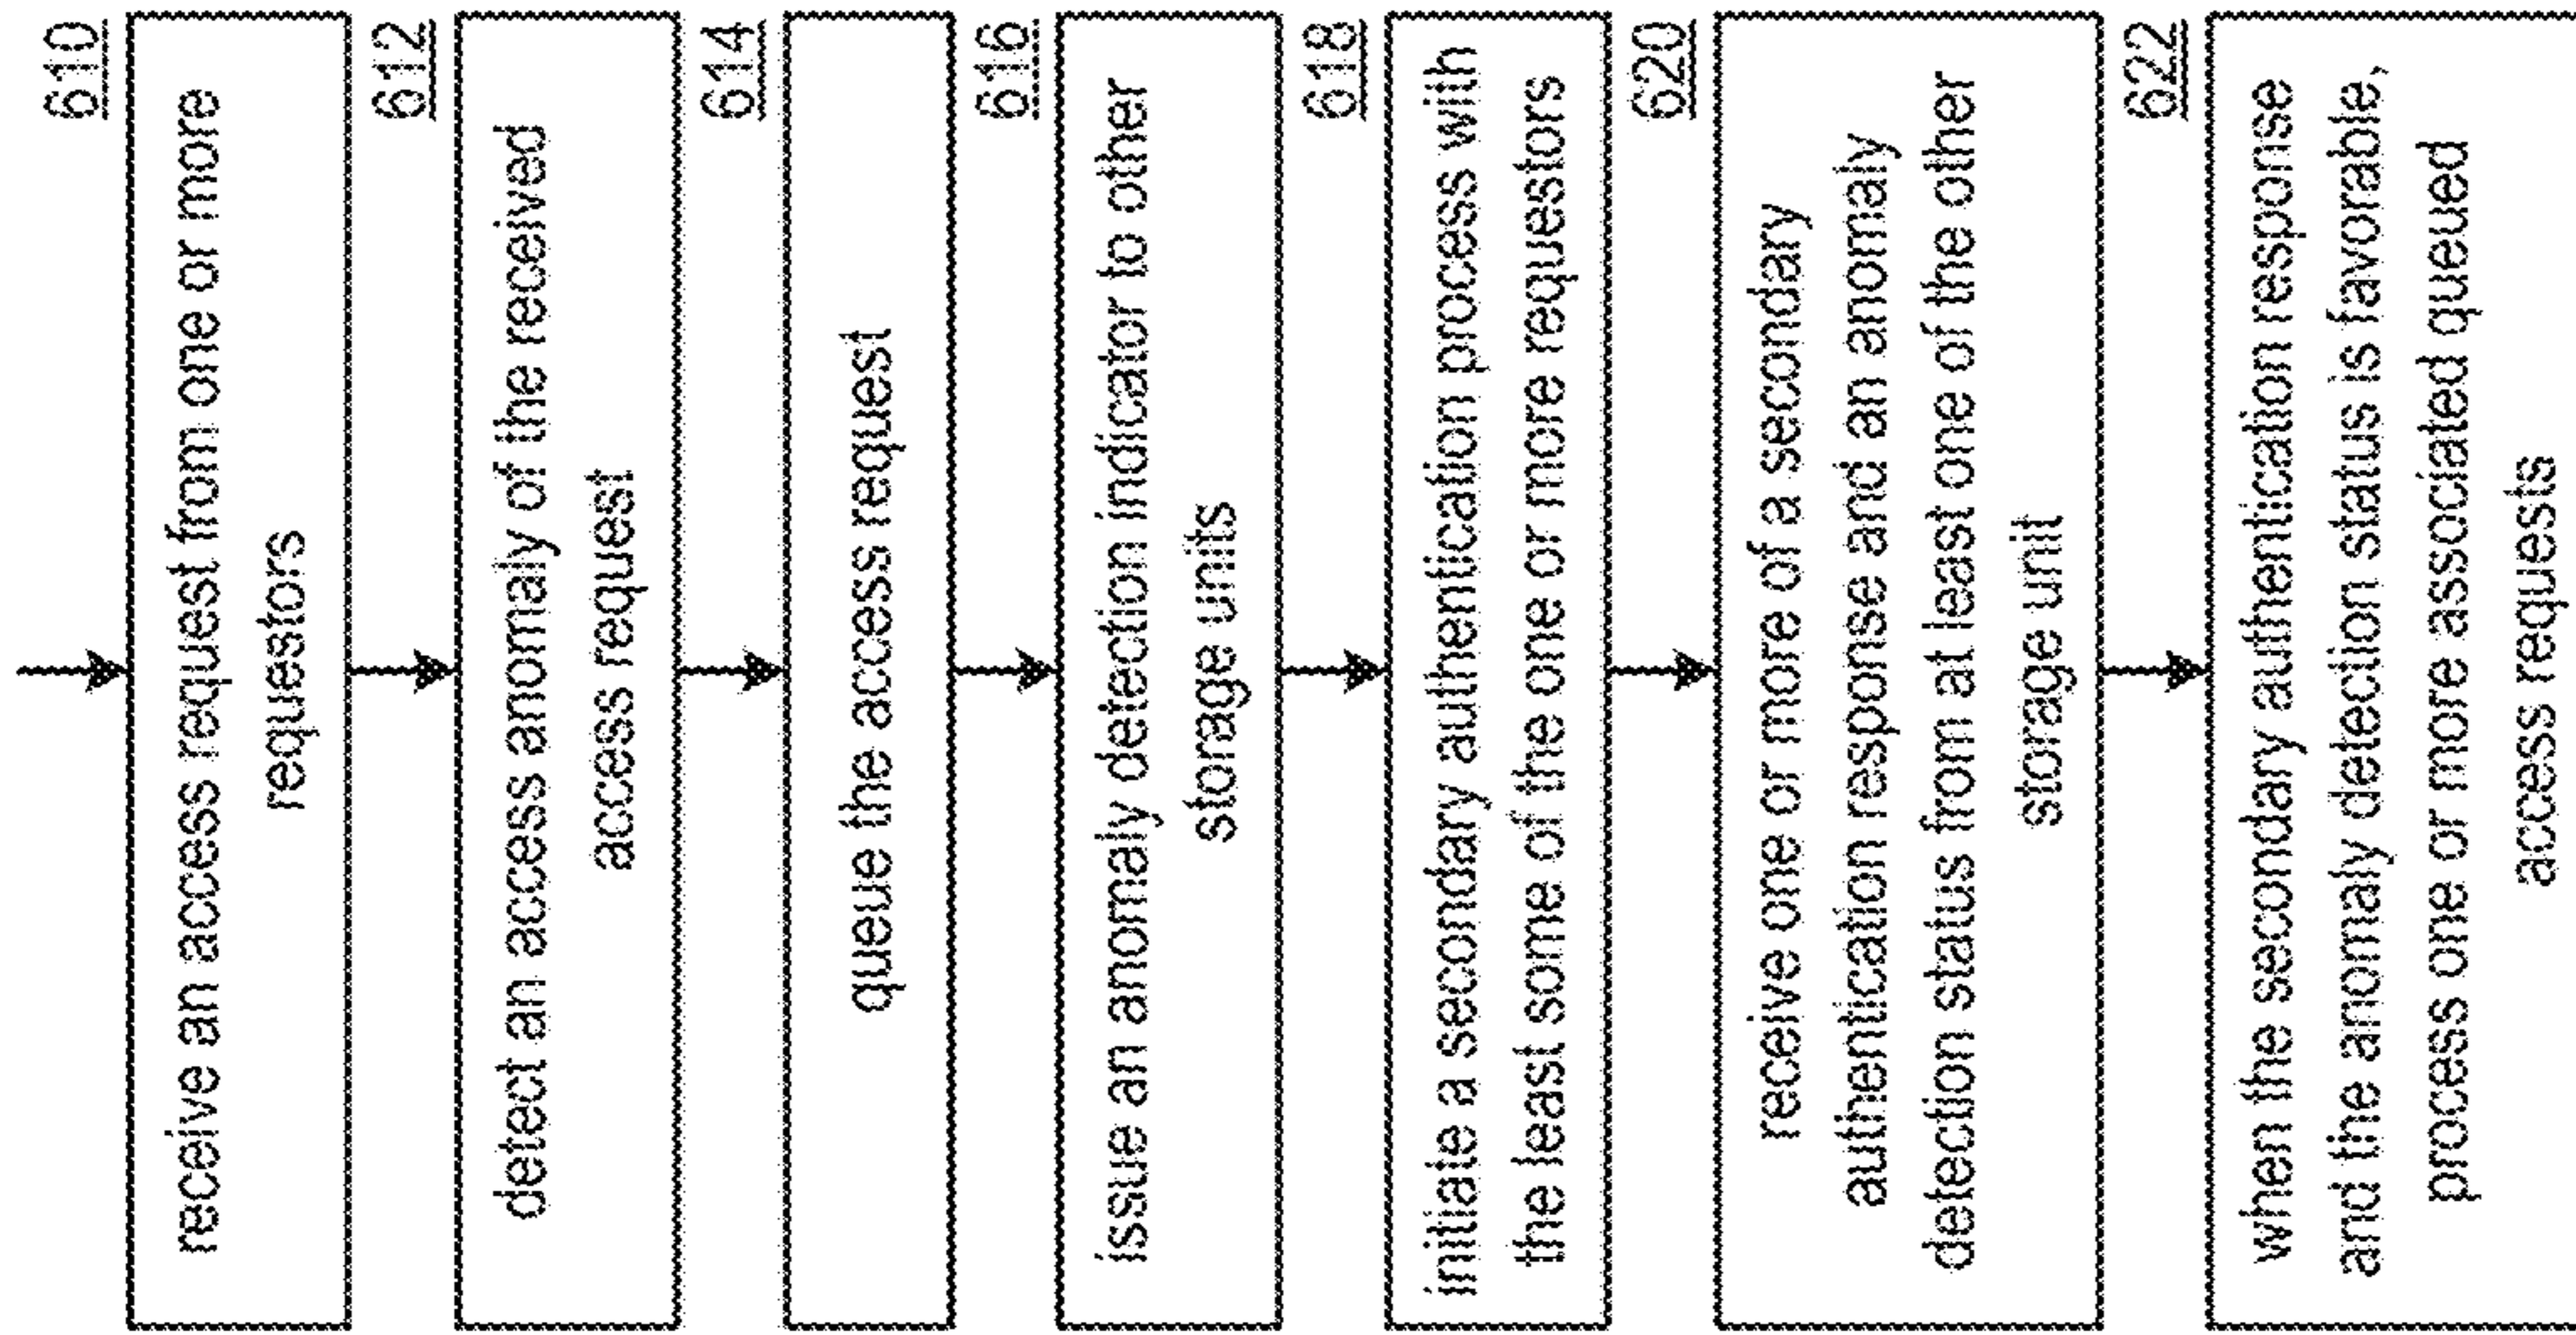 610
receive an access request from one or more
requestors
612
detect an access anomaly of the received
access request
614
queue the access request
616
issue an anomaly detection indicator to other
storage units
618
initiate a secondary authentication process with
the least some of the one or more requestors
620
receive one or more of a secondary
authentication response and an anomaly
detection status from at least one of the other
storage unit
622
when the secondary authentication response
and the anomaly detection status is favorable,
process one or more associated queued
access requests